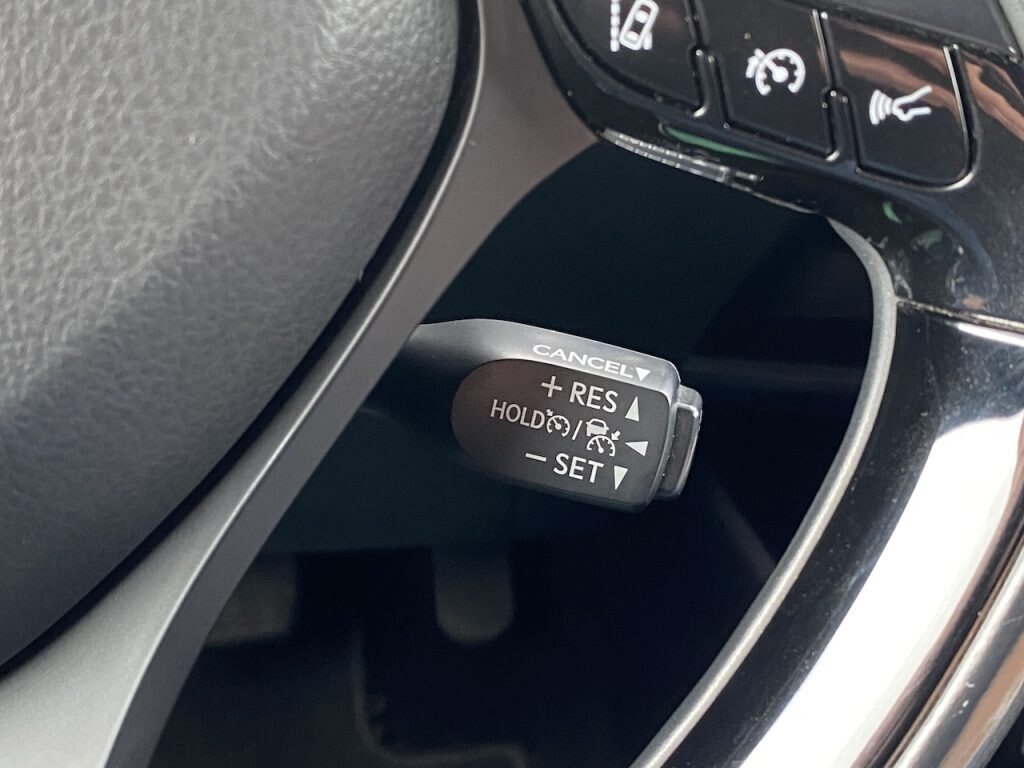 CANCEL▼
+ RES ▲
HOLD / ◀
− SET ▼